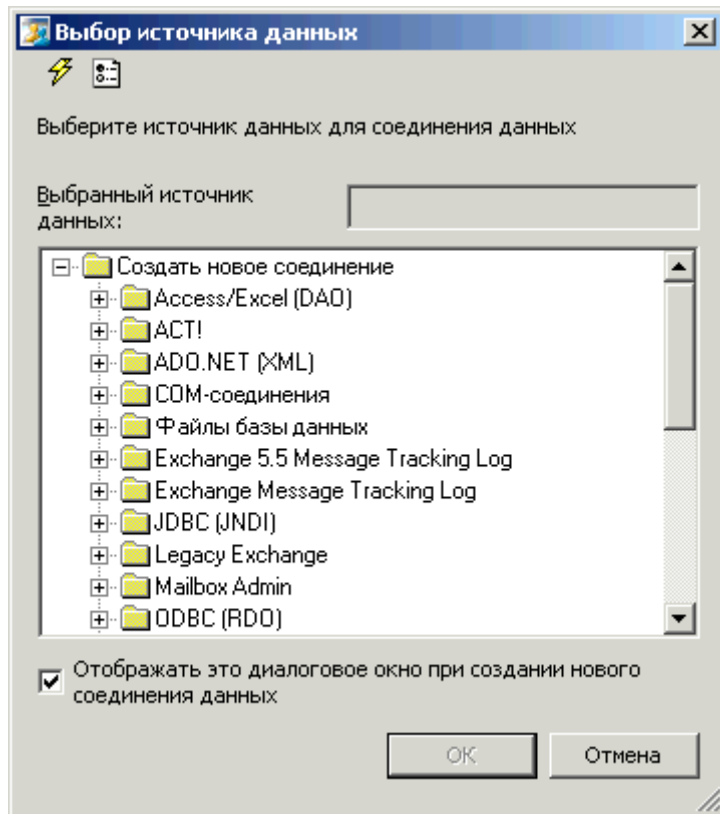 Выбор источника данных
Выберите источник данных для соединения данных
Выбранный источник
данных:
Создать новое соединение
Access/Excel (DAO)
ACT!
ADO.NET (XML)
COM-соединения
Файлы базы данных
Exchange 5.5 Message Tracking Log
Exchange Message Tracking Log
JDBC (JNDI)
Legacy Exchange
Mailbox Admin
ODBC (RDO)
Отображать это диалоговое окно при создании нового
соединения данных
OK Отмена